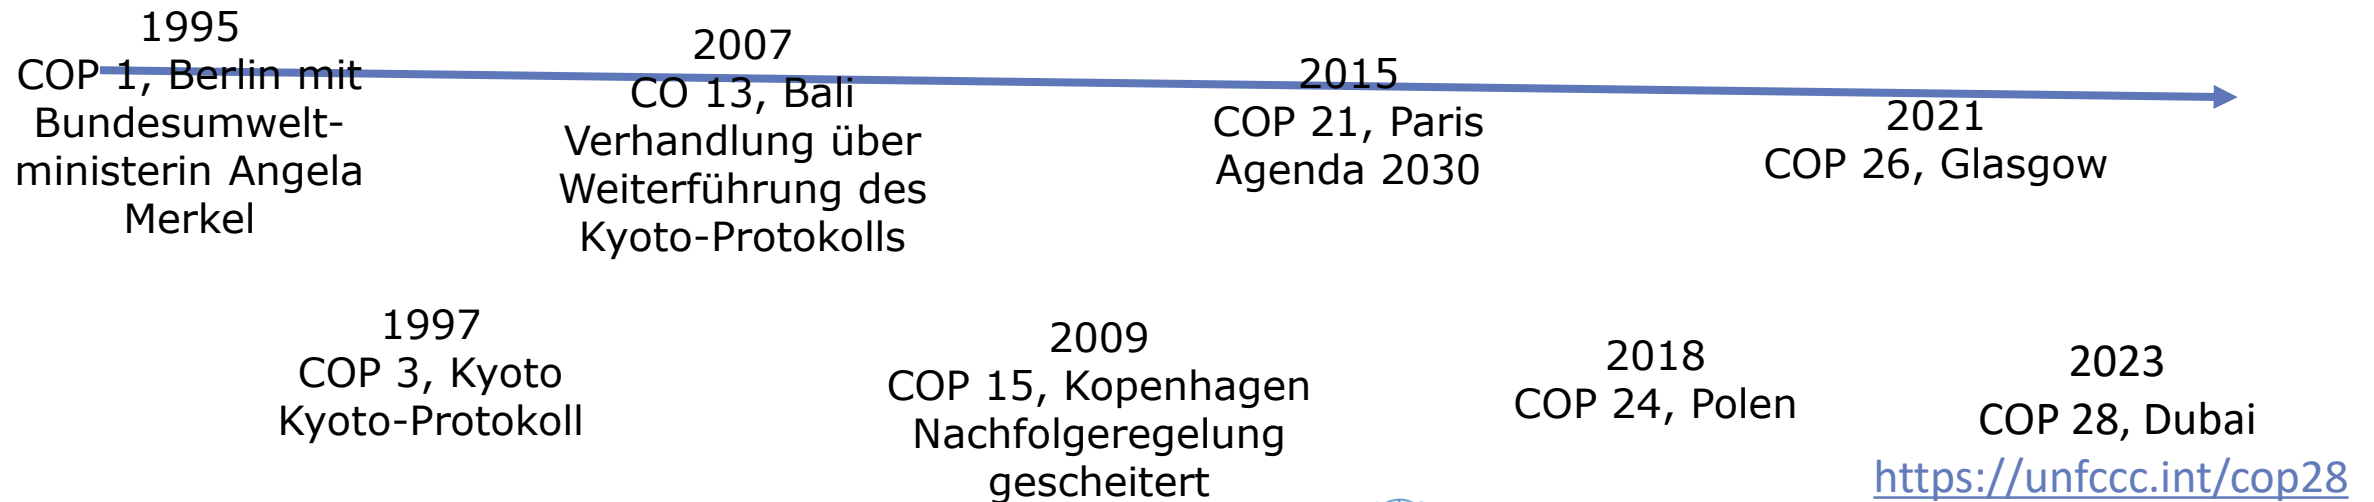 1995
COP 1, Berlin mit
Bundesumwelt-
ministerin Angela
Merkel
1997
COP 3, Kyoto
Kyoto-Protokoll
2007
CO 13, Bali
Verhandlung über
Weiterführung des
Kyoto-Protokolls
2009
COP 15, Kopenhagen
Nachfolgeregelung
gescheitert
2015
COP 21, Paris
Agenda 2030
2018
COP 24, Polen
2021
COP 26, Glasgow
2023
COP 28, Dubai
https://unfccc.int/cop28